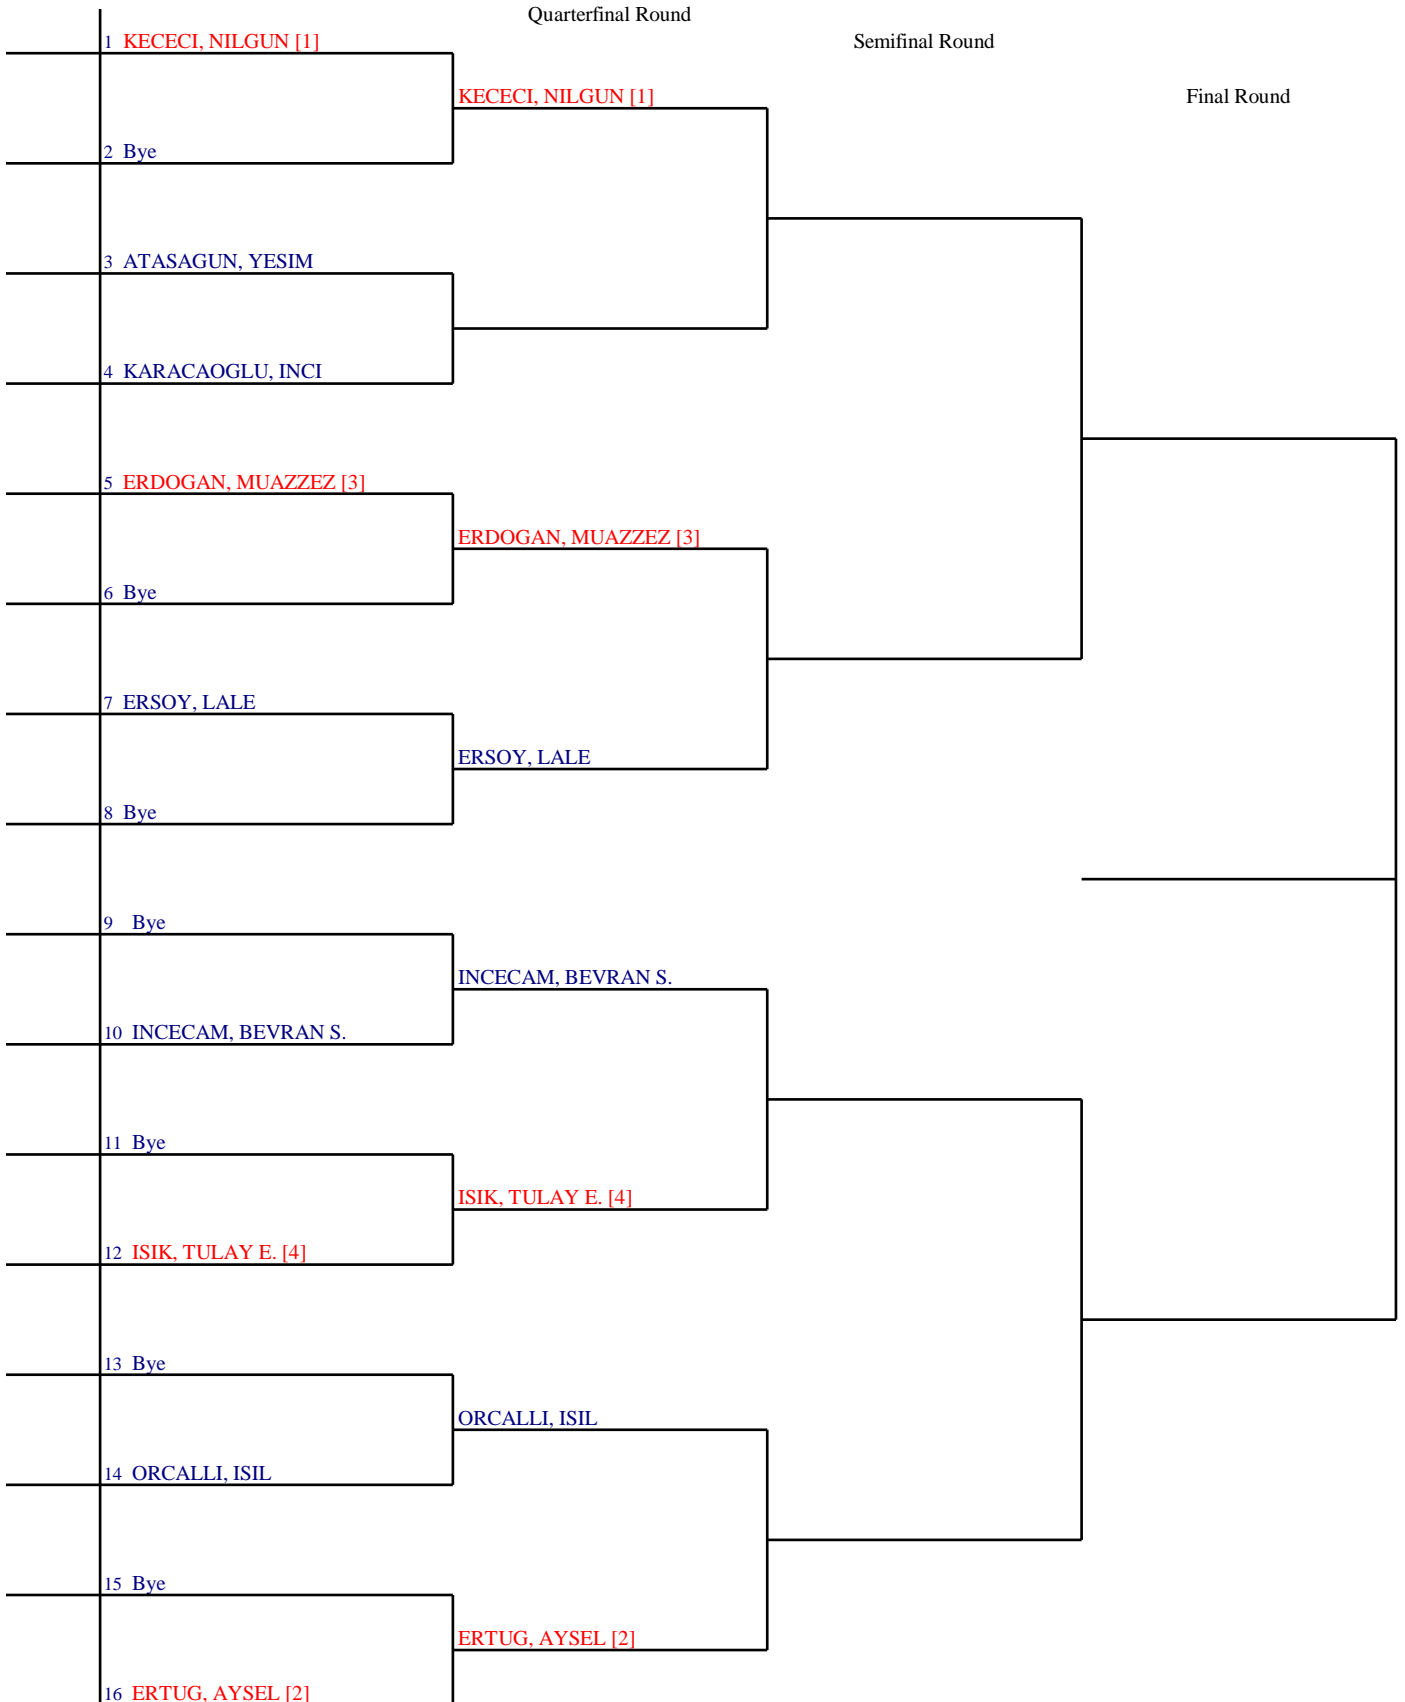 Quarterfinal Round
Semifinal Round
Final Round
1 KECECI, NILGUN [1]
KECECI, NILGUN [1]
2 Bye
3 ATASAGUN, YESIM
4 KARACAOGLU, INCI
5 ERDOGAN, MUAZZEZ [3]
ERDOGAN, MUAZZEZ [3]
6 Bye
7 ERSOY, LALE
ERSOY, LALE
8 Bye
9 Bye
INCECAM, BEVRAN S.
10 INCECAM, BEVRAN S.
11 Bye
ISIK, TULAY E. [4]
12 ISIK, TULAY E. [4]
13 Bye
ORCALLI, ISIL
14 ORCALLI, ISIL
15 Bye
ERTUG, AYSEL [2]
16 ERTUG, AYSEL [2]